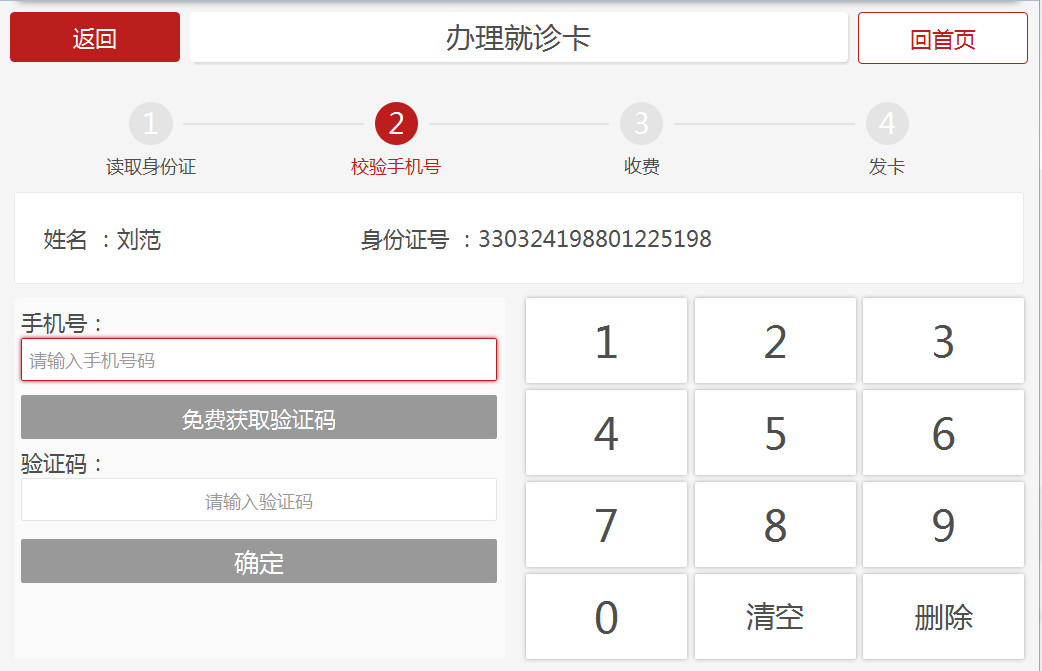 返回
办理就诊卡
回首页
1
2
3
4
读取身份证
校验手机号
收费
发卡
姓名 ：刘范
身份证号 ：330324198801225198
手机号：
请输入手机号码
免费获取验证码
验证码：
请输入验证码
确定
1 2 3
4 5 6
7 8 9
0 清空 删除